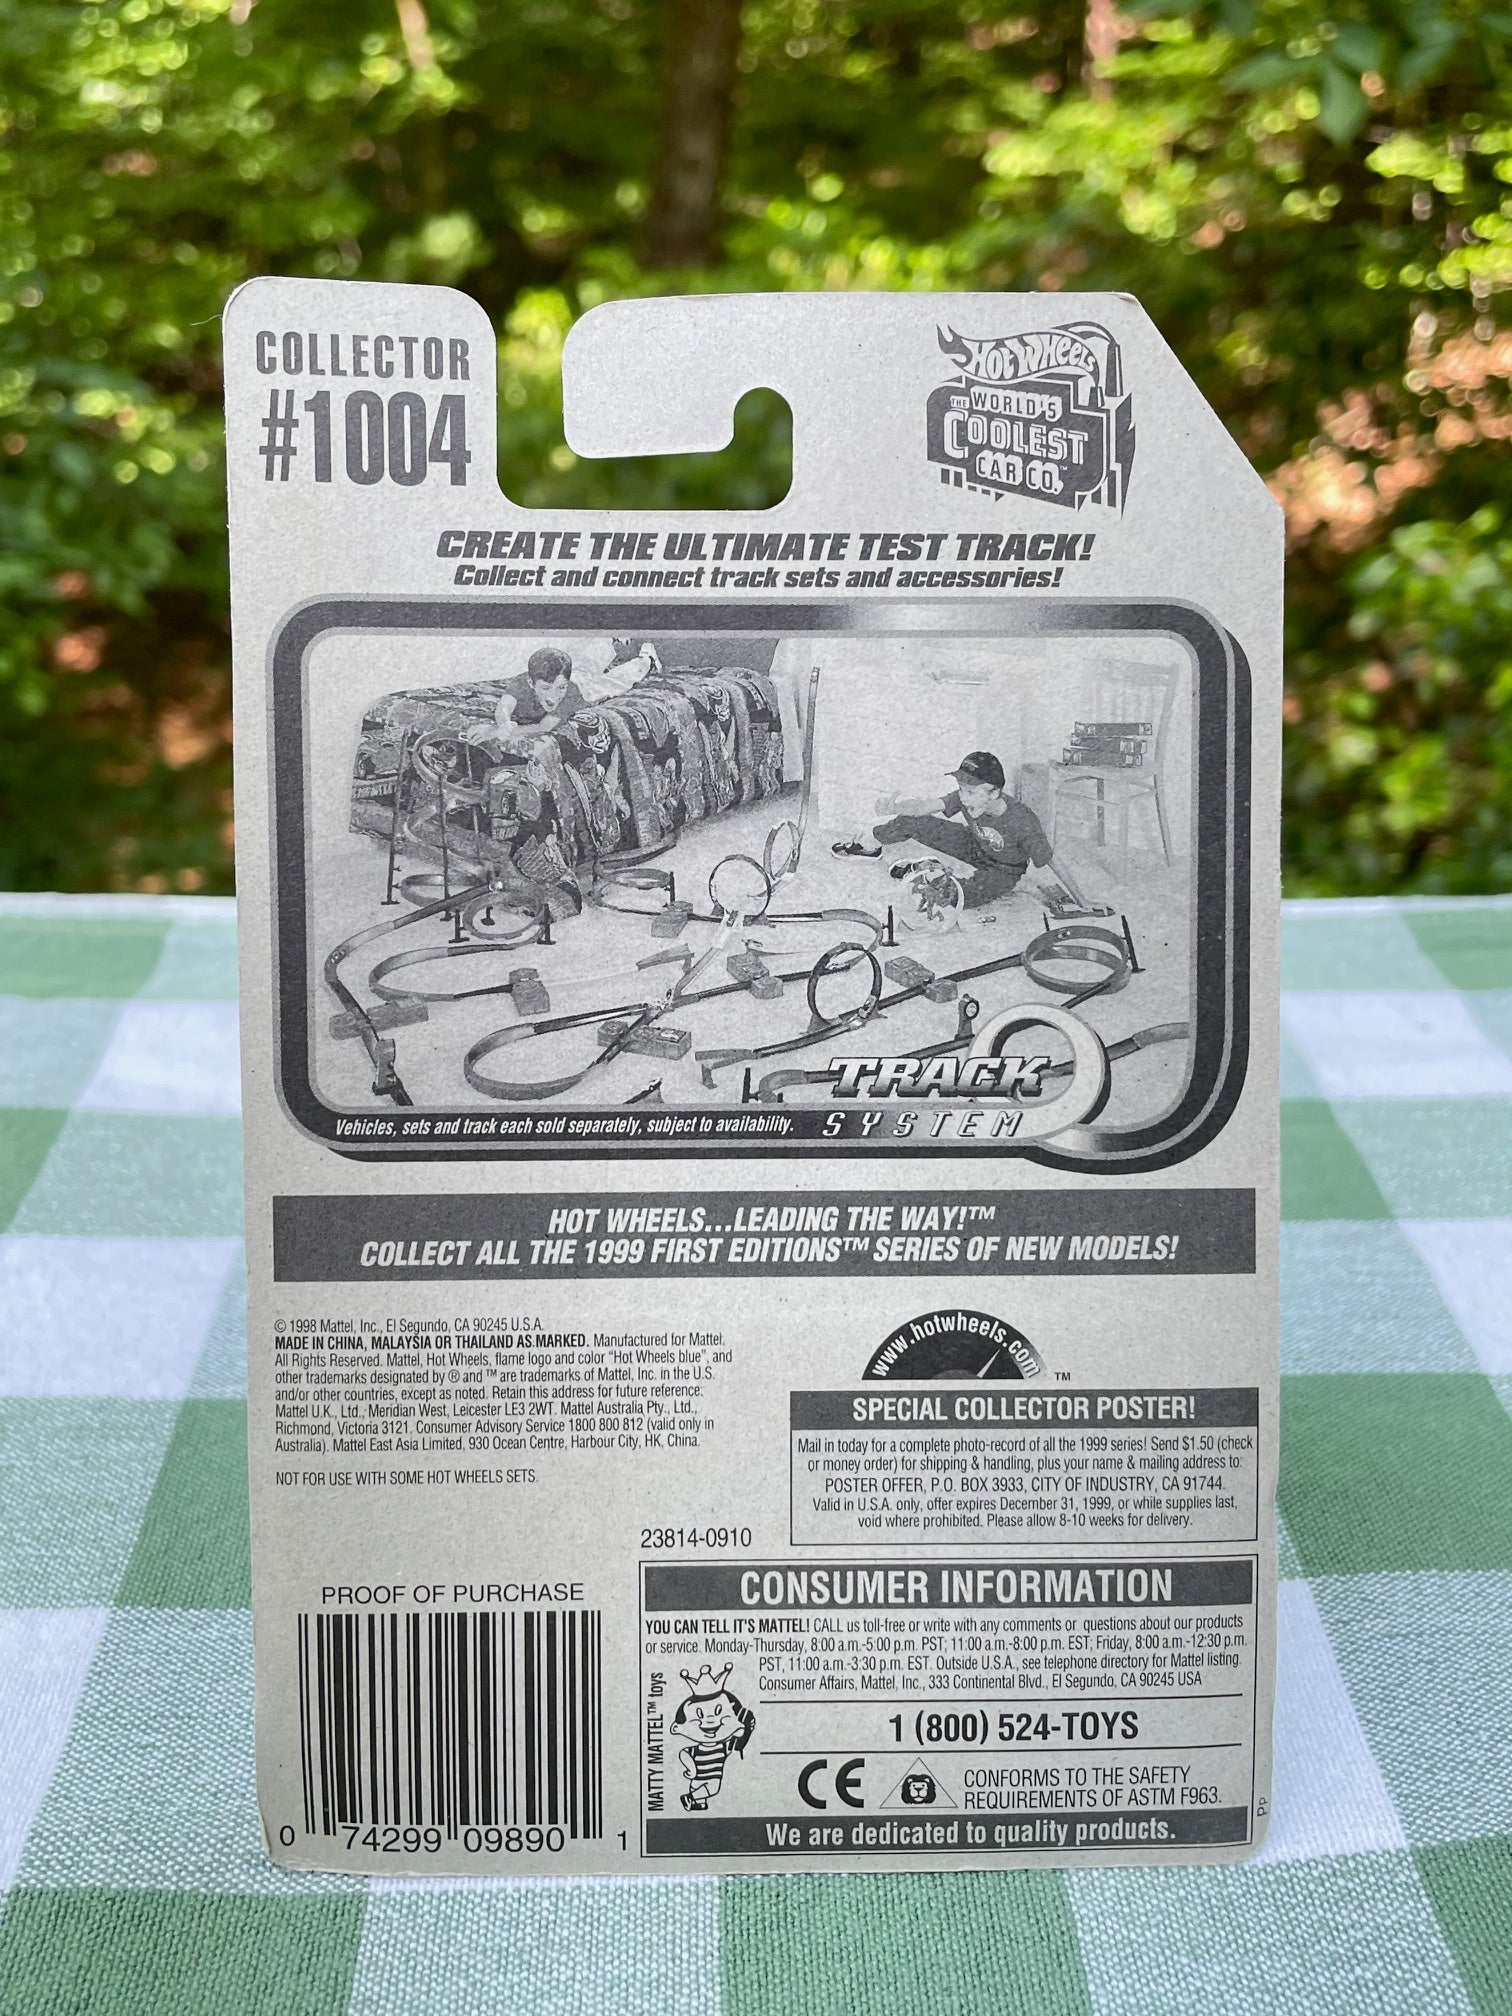 COLLECTOR
#1004
HOT WHEELS
THE WORLD'S
COOLEST
CAR CO.™
CREATE THE ULTIMATE TEST TRACK!
Collect and connect track sets and accessories!
TRACK
SYSTEM
Vehicles, sets and track each sold separately, subject to availability.
HOT WHEELS...LEADING THE WAY!™
COLLECT ALL THE 1999 FIRST EDITIONS™ SERIES OF NEW MODELS!
© 1998 Mattel, Inc., El Segundo, CA 90245 U.S.A.
MADE IN CHINA, MALAYSIA OR THAILAND AS MARKED. Manufactured for Mattel.
All Rights Reserved. Mattel, Hot Wheels, flame logo and color "Hot Wheels blue", and
other trademarks designated by ® and ™ are trademarks of Mattel, Inc. in the U.S.
and/or other countries, except as noted. Retain this address for future reference:
Mattel U.K., Ltd., Meridian West, Leicester LE3 2WT. Mattel Australia Pty., Ltd.,
Richmond, Victoria 3121. Consumer Advisory Service 1800 800 812 (valid only in
Australia). Mattel East Asia Limited, 930 Ocean Centre, Harbour City, HK, China.
NOT FOR USE WITH SOME HOT WHEELS SETS.
www.hotwheels.com
™
SPECIAL COLLECTOR POSTER!
Mail in today for a complete photo-record of all the 1999 series! Send $1.50 (check
or money order) for shipping & handling, plus your name & mailing address to:
POSTER OFFER, P.O. BOX 3933, CITY OF INDUSTRY, CA 91744.
Valid in U.S.A. only, offer expires December 31, 1999, or while supplies last,
void where prohibited. Please allow 8-10 weeks for delivery.
23814-0910
PROOF OF PURCHASE
0 74299 09890 1
CONSUMER INFORMATION
YOU CAN TELL IT'S MATTEL! CALL us toll-free or write with any comments or questions about our products
or service. Monday-Thursday, 8:00 a.m.-5:00 p.m. PST; 11:00 a.m.-8:00 p.m. EST; Friday, 8:00 a.m.-12:30 p.m.
PST, 11:00 a.m.-3:30 p.m. EST. Outside U.S.A., see telephone directory for Mattel listing.
Consumer Affairs, Mattel, Inc., 333 Continental Blvd., El Segundo, CA 90245 USA
MATTY MATTEL™ toys
1 (800) 524-TOYS
CE
CONFORMS TO THE SAFETY
REQUIREMENTS OF ASTM F963.
We are dedicated to quality products.
PP